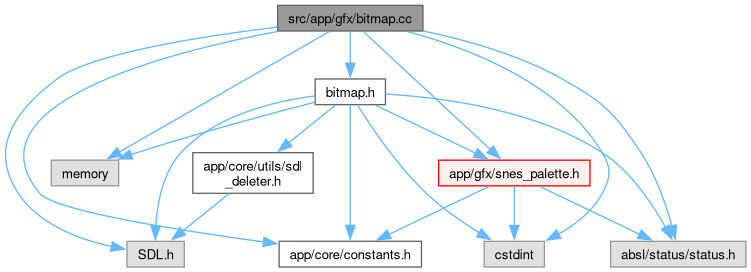 src/app/gfx/bitmap.cc
bitmap.h
memory
app/core/utils/sdl
_deleter.h
app/gfx/snes_palette.h
SDL.h
app/core/constants.h
cstdint
absl/status/status.h